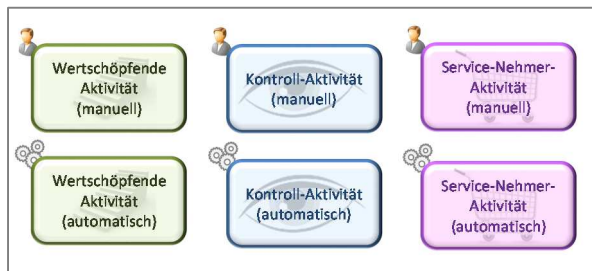 Wertschöpfende
Aktivität
(manuell)
Kontroll-Aktivität
(manuell)
Service-Nehmer-
Aktivität
(manuell)
Wertschöpfende
Aktivität
(automatisch)
Kontroll-Aktivität
(automatisch)
Service-Nehmer-
Aktivität
(automatisch)